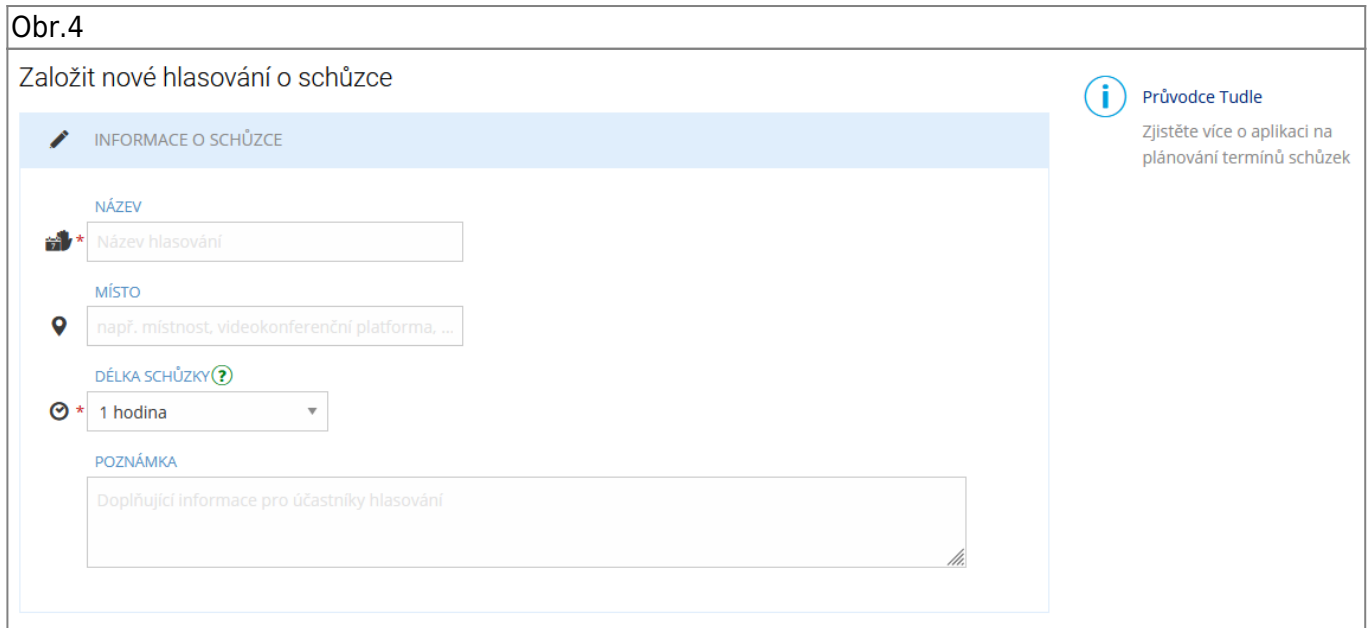 Obr.4
Založit nové hlasování o schůzce
INFORMACE O SCHŮZCE
NÁZEV
* Název hlasování
MÍSTO
např. místnost, videokonferenční platforma, ...
DÉLKA SCHŮZKY ?
* 1 hodina
POZNÁMKA
Doplňující informace pro účastníky hlasování
i
Průvodce Tudle
Zjistěte více o aplikaci na
plánování termínů schůzek